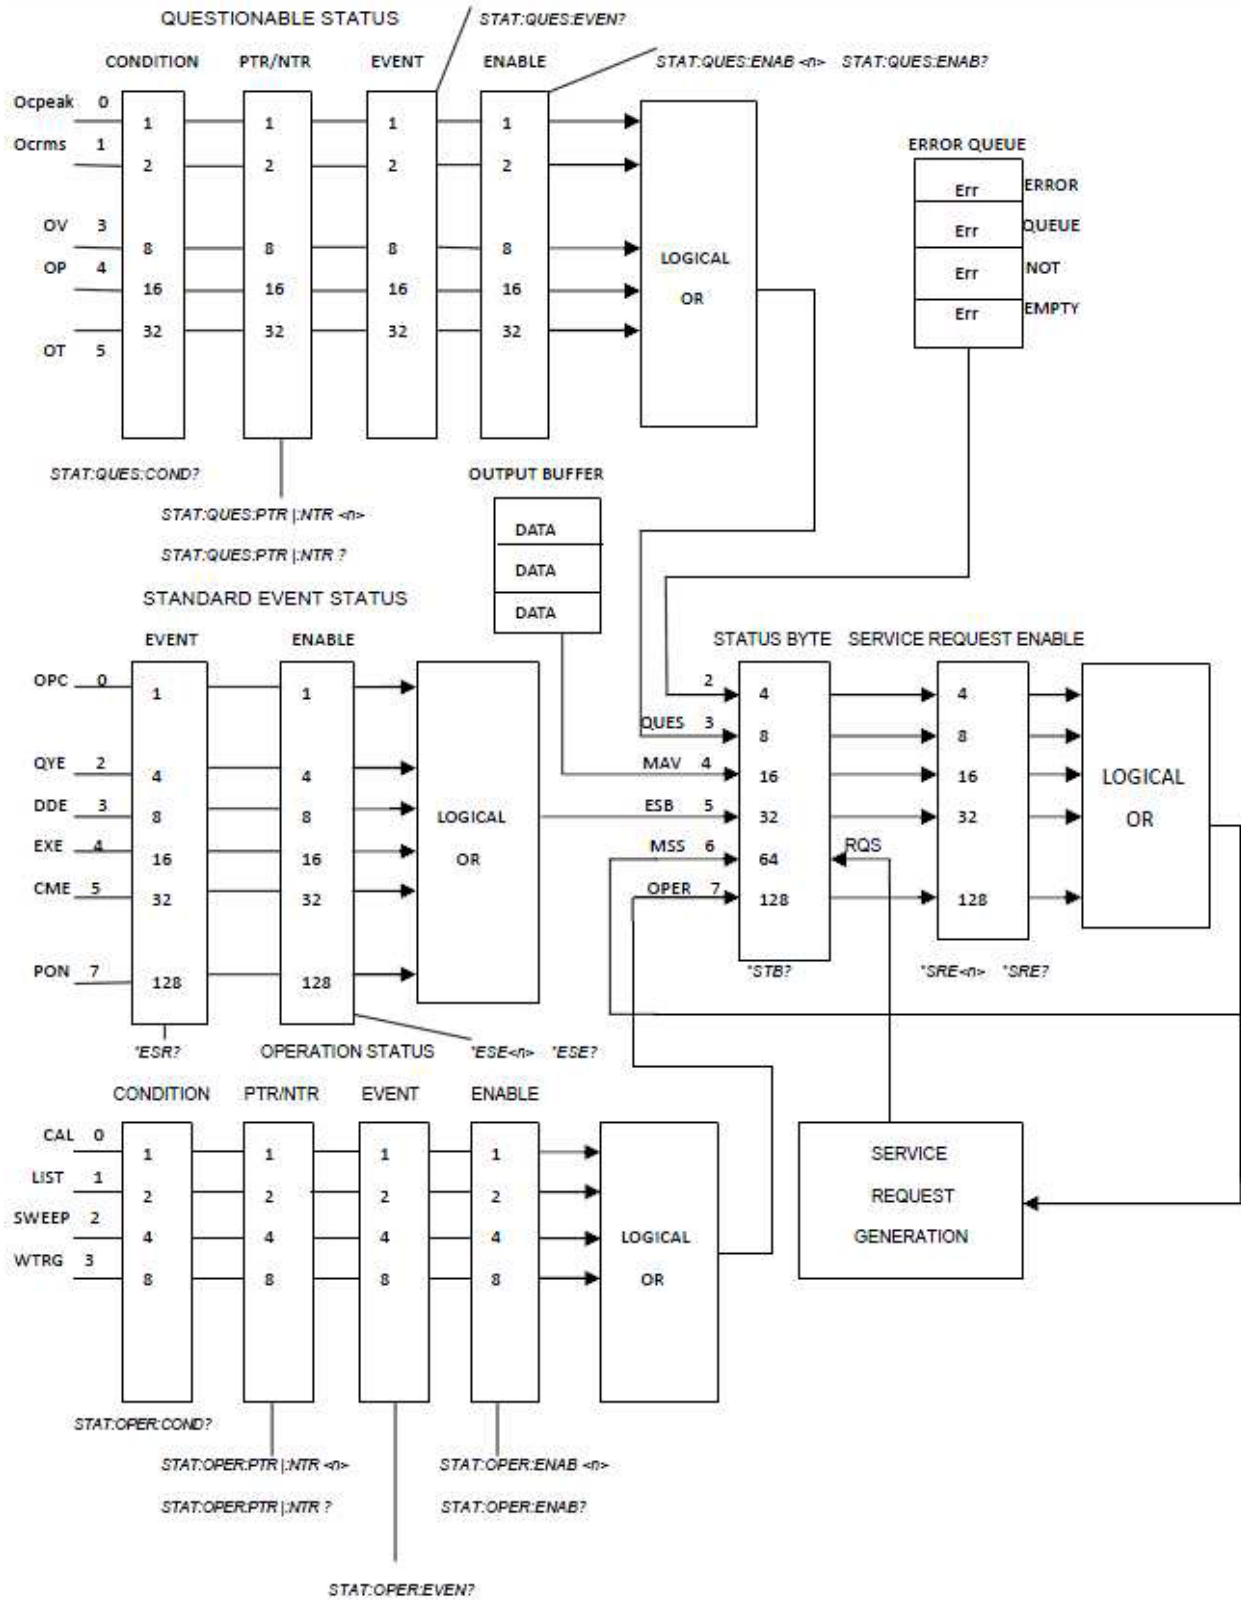 QUESTIONABLE STATUS
STAT:QUES:EVEN?
CONDITION PTR/NTR EVENT ENABLE
STAT:QUES:ENAB <n> STAT:QUES:ENAB?
Ocpeak 0
1 1 1 1
Ocrms 1
2 2 2 2
OV 3
8 8 8 8
OP 4
16 16 16 16
32 32 32 32
OT 5
LOGICAL
OR
ERROR QUEUE
Err ERROR
Err QUEUE
Err NOT
Err EMPTY
STAT:QUES:COND?
STAT:QUES:PTR |:NTR <n>
STAT:QUES:PTR |:NTR ?
OUTPUT BUFFER
DATA
DATA
DATA
STANDARD EVENT STATUS
EVENT ENABLE
OPC 0 1 1
QYE 2 4 4
DDE 3 8 8
EXE 4 16 16
CME 5 32 32
PON 7 128 128
LOGICAL
OR
*ESR?
*ESE<n> *ESE?
STATUS BYTE SERVICE REQUEST ENABLE
2 4 4
QUES 3 8 8
MAV 4 16 16
ESB 5 32 32
MSS 6 64 RQS
OPER 7 128 128
LOGICAL
OR
*STB?
*SRE<n> *SRE?
OPERATION STATUS
CONDITION PTR/NTR EVENT ENABLE
CAL 0
1 1 1 1
LIST 1
2 2 2 2
SWEEP 2
4 4 4 4
WTRG 3
8 8 8 8
LOGICAL
OR
SERVICE
REQUEST
GENERATION
STAT:OPER:COND?
STAT:OPER:PTR |:NTR <n>
STAT:OPER:ENAB <n>
STAT:OPER:PTR |:NTR ?
STAT:OPER:ENAB?
STAT:OPER:EVEN?